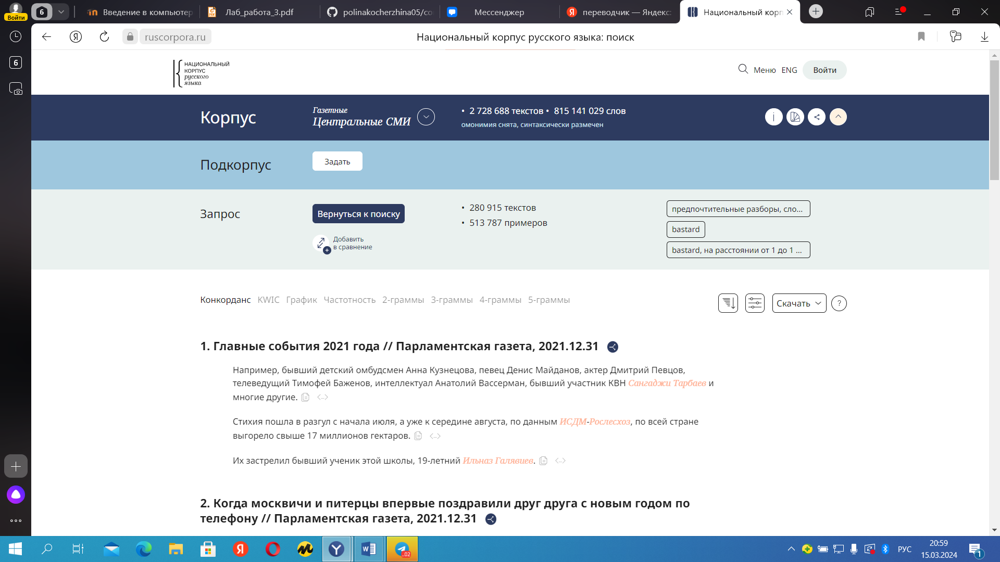 Войти
6
Введение в компьютер
Лаб_работа_3.pdf
polinakocherzhina05/co
Мессенджер
переводчик — Яндекс:
Национальный корп
6
ruscorpora.ru
Национальный корпус русского языка: поиск
НАЦИОНАЛЬНЫЙ
КОРПУС
русского
языка
Меню ENG Войти
Корпус
Газетные
Центральные СМИ
• 2 728 688 текстов • 815 141 029 слов
омонимия снята, синтаксически размечен
Подкорпус
Задать
Запрос
Вернуться к поиску
Добавить
в сравнение
• 280 915 текстов
• 513 787 примеров
предпочтительные разборы, сло...
bastard
bastard, на расстоянии от 1 до 1 ...
Конкорданс KWIC График Частотность 2-граммы 3-граммы 4-граммы 5-граммы
Скачать ?
1. Главные события 2021 года // Парламентская газета, 2021.12.31
Например, бывший детский омбудсмен Анна Кузнецова, певец Денис Майданов, актер Дмитрий Певцов,
телеведущий Тимофей Баженов, интеллектуал Анатолий Вассерман, бывший участник КВН Сангаджи Тарбаев и
многие другие. <...>
Стихия пошла в разгул с начала июля, а уже к середине августа, по данным ИСДМ-Рослесхоз, по всей стране
выгорело свыше 17 миллионов гектаров. <...>
Их застрелил бывший ученик этой школы, 19-летний Ильназ Галявиев. <...>
2. Когда москвичи и питерцы впервые поздравили друг друга с новым годом по
телефону // Парламентская газета, 2021.12.31
..02
РУС
20:59
15.03.2024
1